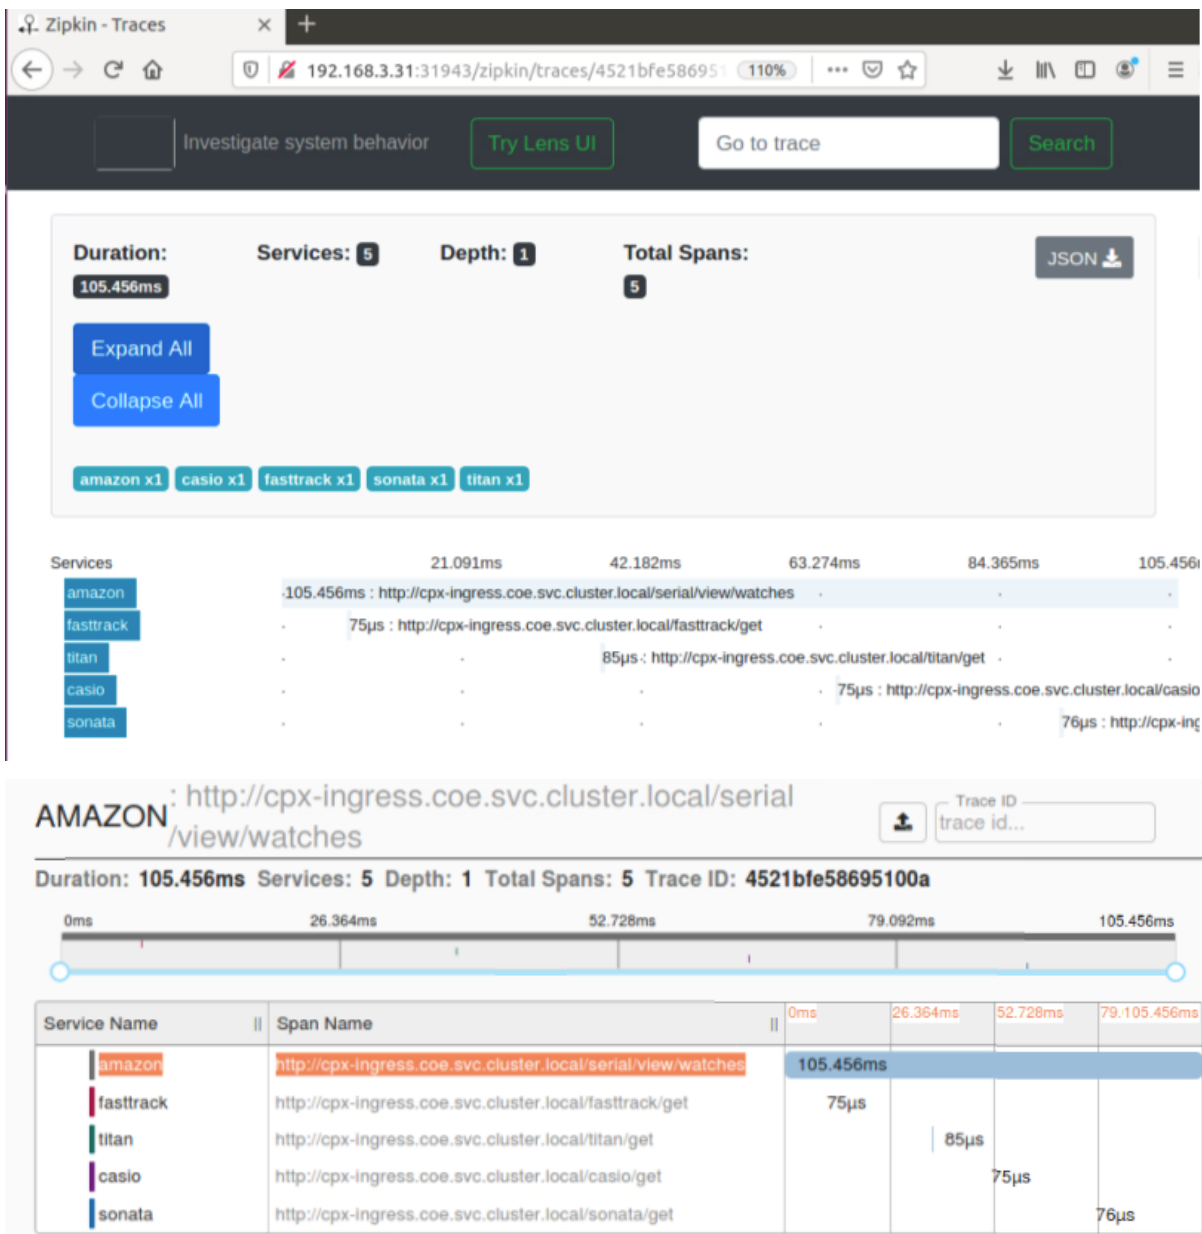 Zipkin - Traces × +
192.168.3.31:31943/zipkin/traces/4521bfe586951 110% ...
Investigate system behavior Try Lens UI Go to trace Search
Duration: Services: 5 Depth: 1 Total Spans: JSON
105.456ms 5
Expand All
Collapse All
amazon x1 casio x1 fasttrack x1 sonata x1 titan x1
Services 21.091ms 42.182ms 63.274ms 84.365ms 105.456
amazon 105.456ms : http://cpx-ingress.coe.svc.cluster.local/serial/view/watches
fasttrack 75μs : http://cpx-ingress.coe.svc.cluster.local/fasttrack/get
titan 85μs : http://cpx-ingress.coe.svc.cluster.local/titan/get
casio 75μs : http://cpx-ingress.coe.svc.cluster.local/casio
sonata 76μs : http://cpx-ing
AMAZON : http://cpx-ingress.coe.svc.cluster.local/serial
/view/watches
Trace ID
trace id...
Duration: 105.456ms Services: 5 Depth: 1 Total Spans: 5 Trace ID: 4521bfe58695100a
0ms 26.364ms 52.728ms 79.092ms 105.456ms
Service Name Span Name 0ms 26.364ms 52.728ms 79. 105.456ms
amazon http://cpx-ingress.coe.svc.cluster.local/serial/view/watches 105.456ms
fasttrack http://cpx-ingress.coe.svc.cluster.local/fasttrack/get 75μs
titan http://cpx-ingress.coe.svc.cluster.local/titan/get 85μs
casio http://cpx-ingress.coe.svc.cluster.local/casio/get 75μs
sonata http://cpx-ingress.coe.svc.cluster.local/sonata/get 76μs